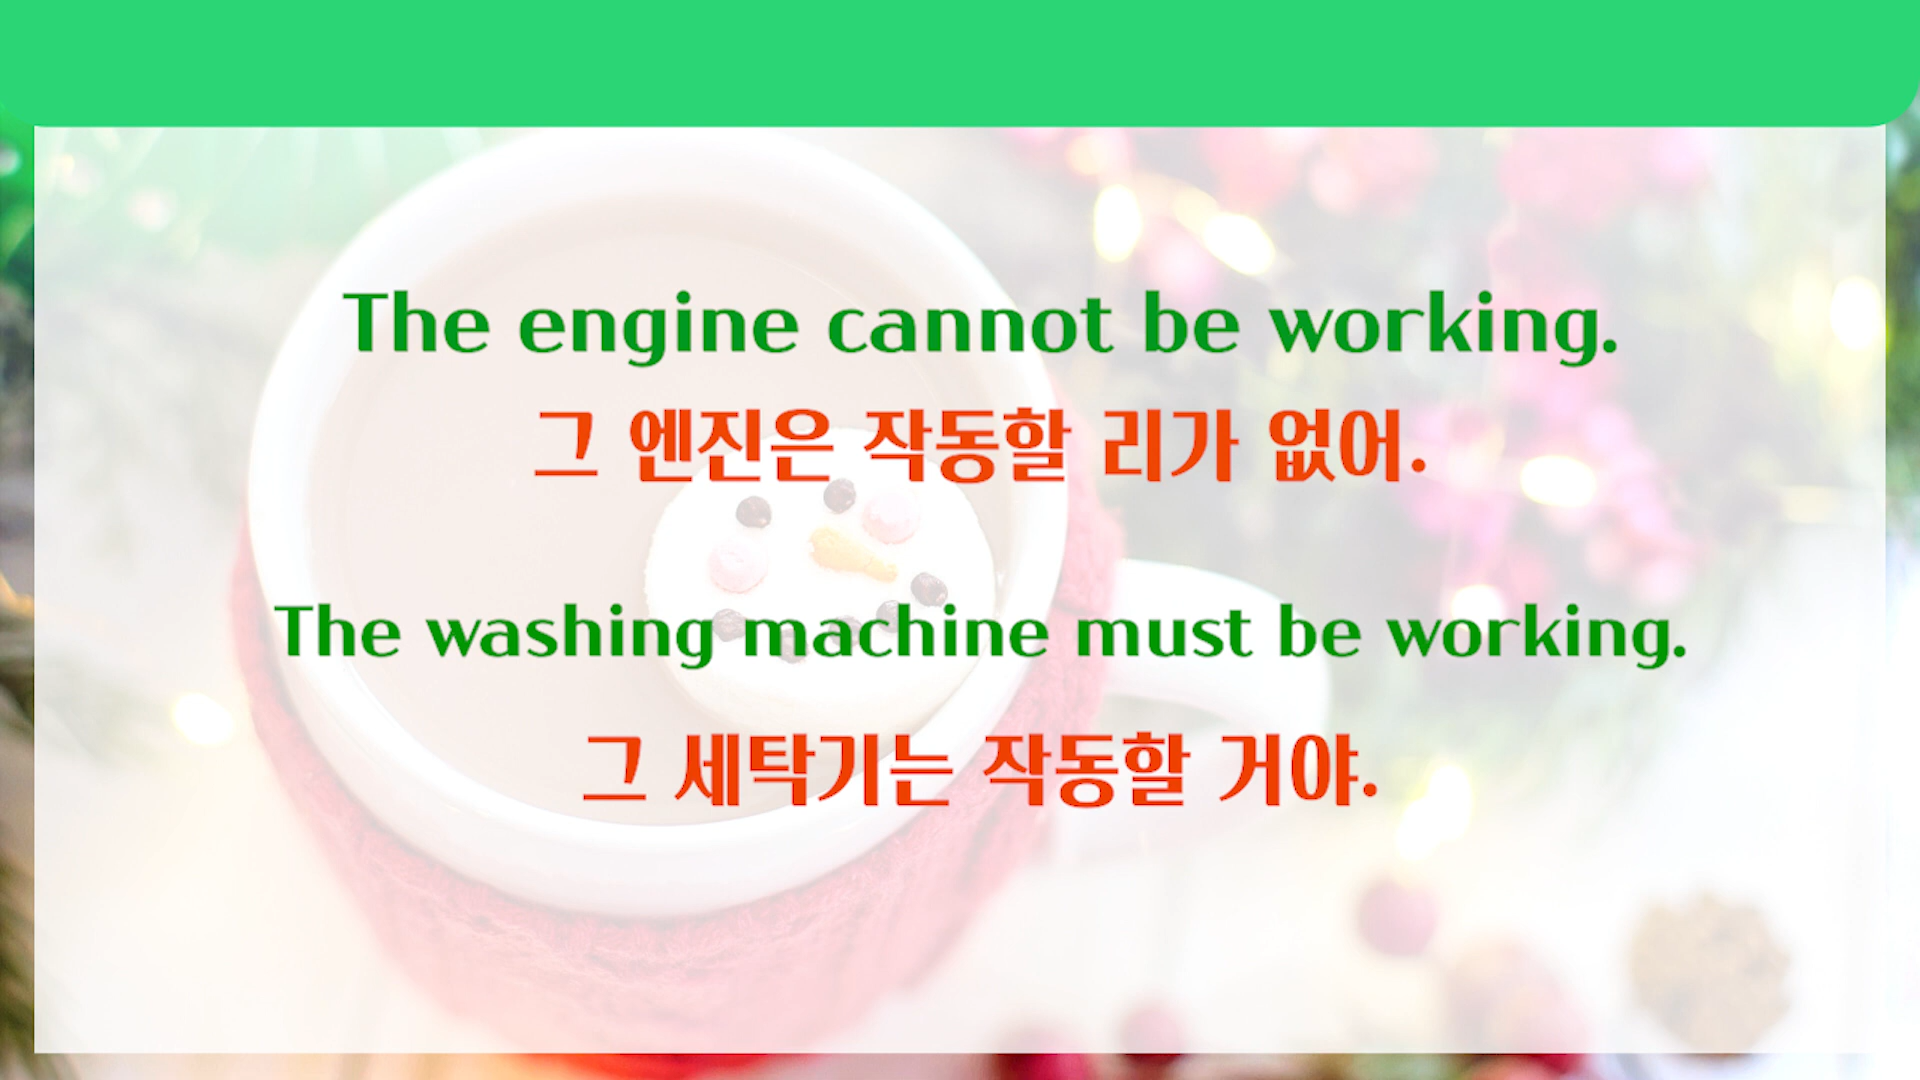 The engine cannot be working.
그 엔진은 작동할 리가 없어.
The washing machine must be working.
그 세탁기는 작동할 거야.